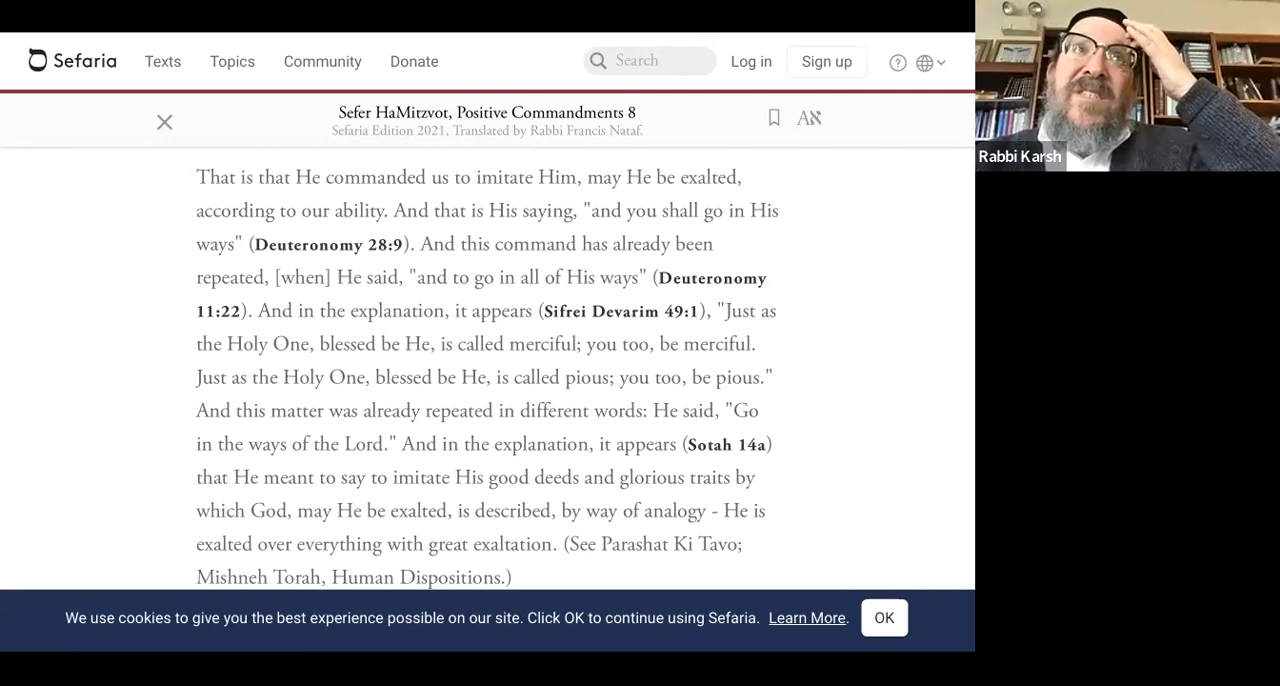 Sefaria
Texts
Topics
Community
Donate
Search
Log in
Sign up
Sefer HaMitzvot, Positive Commandments 8
Sefaria Edition 2021, Translated by Rabbi Francis Nataf.
Aא
Rabbi Karsh
That is that He commanded us to imitate Him, may He be exalted,
according to our ability. And that is His saying, "and you shall go in His
ways" (Deuteronomy 28:9). And this command has already been
repeated, [when] He said, "and to go in all of His ways" (Deuteronomy
11:22). And in the explanation, it appears (Sifrei Devarim 49:1), "Just as
the Holy One, blessed be He, is called merciful; you too, be merciful.
Just as the Holy One, blessed be He, is called pious; you too, be pious."
And this matter was already repeated in different words: He said, "Go
in the ways of the Lord." And in the explanation, it appears (Sotah 14a)
that He meant to say to imitate His good deeds and glorious traits by
which God, may He be exalted, is described, by way of analogy - He is
exalted over everything with great exaltation. (See Parashat Ki Tavo;
Mishneh Torah, Human Dispositions.)
We use cookies to give you the best experience possible on our site. Click OK to continue using Sefaria. Learn More.
OK